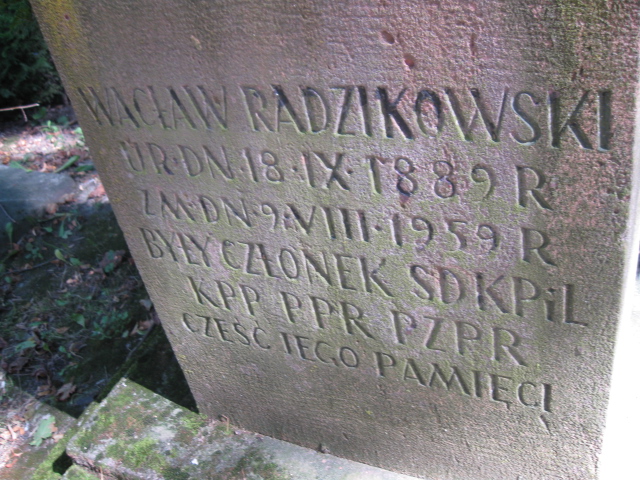 WACŁAW RADZIKOWSKI
UR·DN·18·IX·1889 R
ZM·DN·9·VIII·1959 R
BYŁY CZŁONEK SDKPiL
KPP PPR PZPR
CZEŚĆ JEGO PAMIĘCI